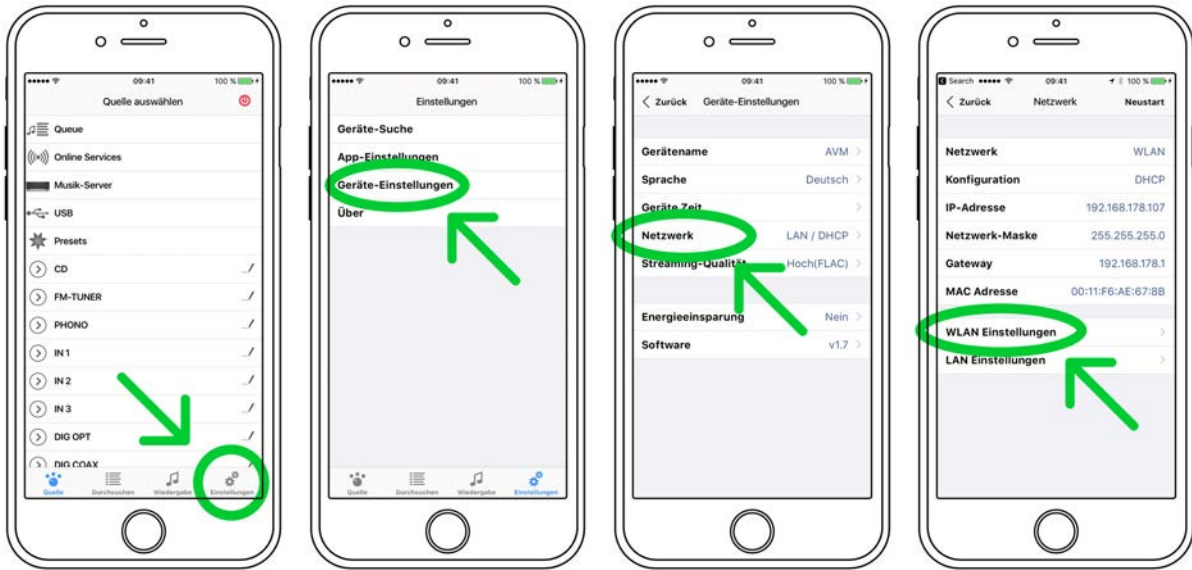 09:41 100 %
Quelle auswählen
Queue
Online Services
Musik-Server
USB
Presets
CD
FM-TUNER
PHONO
IN 1
IN 2
IN 3
DIG OPT
DIG COAX
Quelle Durchsuchen Wiedergabe Einstellungen
09:41 100 %
Einstellungen
Geräte-Suche
App-Einstellungen
Geräte-Einstellungen
Über
Quelle Durchsuchen Wiedergabe Einstellungen
09:41 100 %
Zurück Geräte-Einstellungen
Gerätename AVM
Sprache Deutsch
Geräte Zeit
Netzwerk LAN / DHCP
Streaming-Qualität Hoch(FLAC)
Energieeinsparung Nein
Software v1.7
Search 09:41 100 %
Zurück Netzwerk Neustart
Netzwerk WLAN
Konfiguration DHCP
IP-Adresse 192.168.178.107
Netzwerk-Maske 255.255.255.0
Gateway 192.168.178.1
MAC Adresse 00:11:F6:AE:67:8B
WLAN Einstellungen
LAN Einstellungen